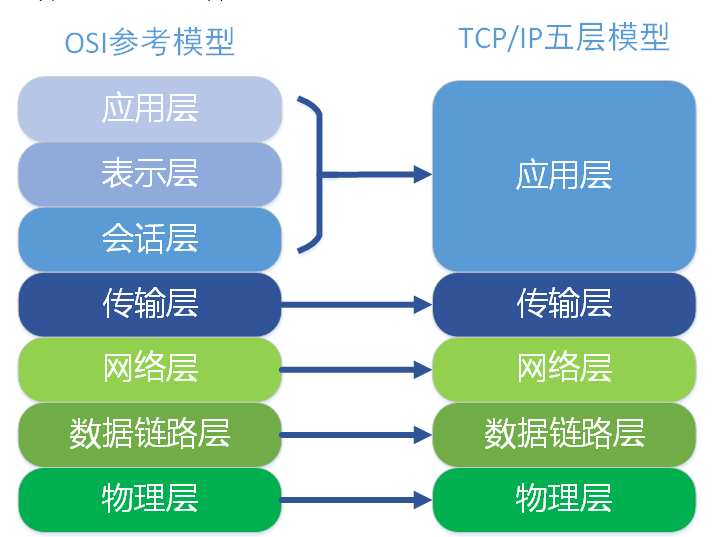 OSI参考模型
TCP/IP五层模型
应用层
表示层
会话层
传输层
网络层
数据链路层
物理层
应用层
传输层
网络层
数据链路层
物理层